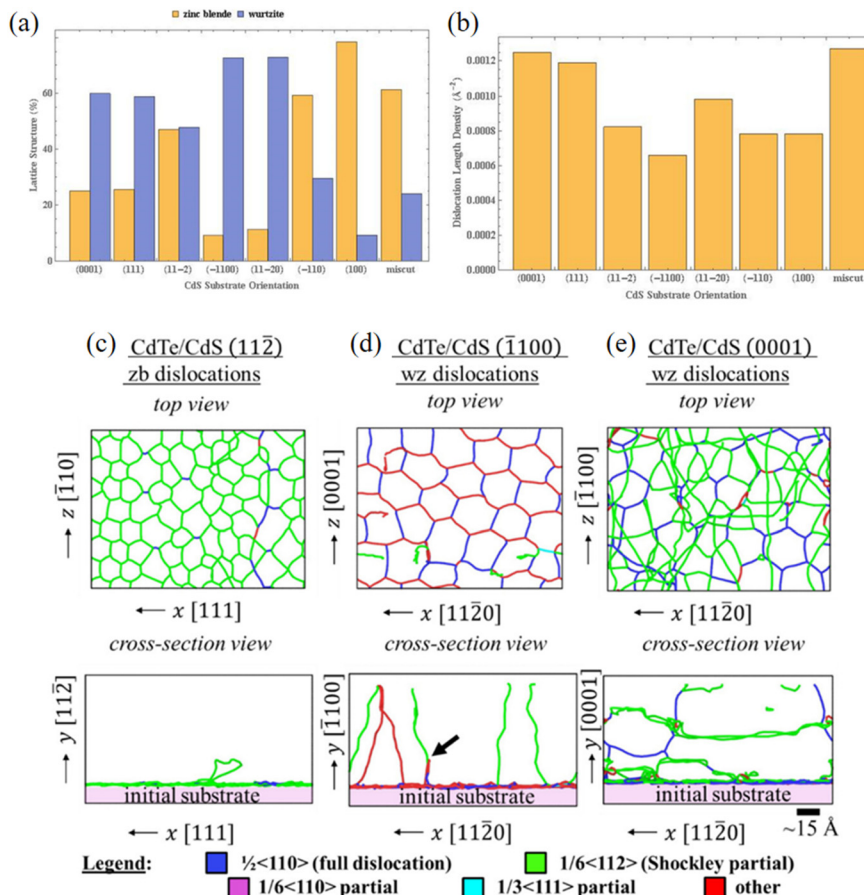 (a)
zinc blende wurtzite
Lattice Structure (%)
60
40
20
0
(0001) (111) (11−2) (−1100) (11−20) (−110) (100) miscut
CdS Substrate Orientation
(b)
Dislocation Length Density (Å⁻²)
0.0012
0.0010
0.0008
0.0006
0.0004
0.0002
0.0000
(0001) (111) (11−2) (−1100) (11−20) (−110) (100) miscut
CdS Substrate Orientation
(c) CdTe/CdS (112̅)
zb dislocations
top view
z [1̅10]
x [111]
cross-section view
y [112̅]
initial substrate
x [111]
(d) CdTe/CdS (1̅100)
wz dislocations
top view
z [0001]
x [112̅0]
cross-section view
y [1̅100]
initial substrate
x [112̅0]
(e) CdTe/CdS (0001)
wz dislocations
top view
z [1̅100]
x [112̅0]
cross-section view
y [0001]
initial substrate
x [112̅0]
~15 Å
Legend: ½<110> (full dislocation) 1/6<112> (Shockley partial)
1/6<110> partial 1/3<111> partial other